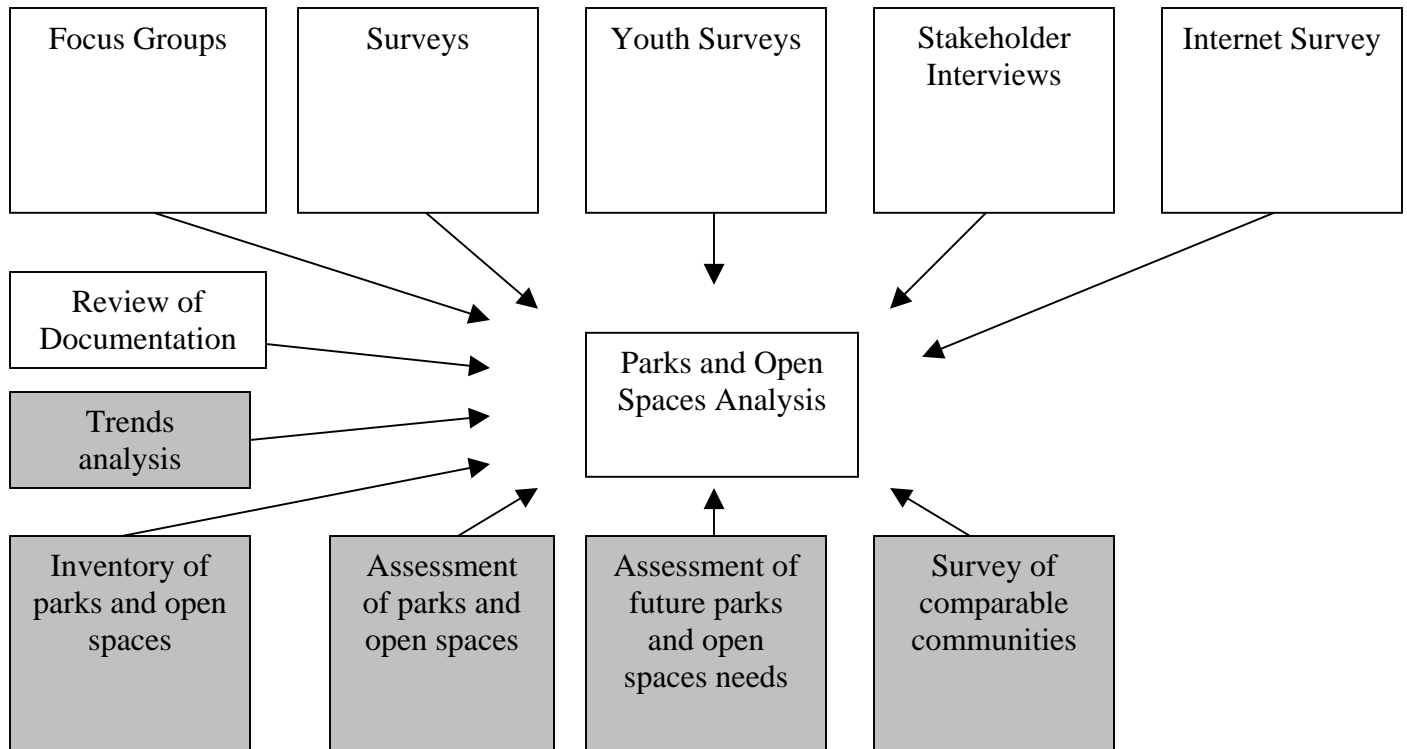 Focus Groups
Surveys
Youth Surveys
Stakeholder
Interviews
Internet Survey
Review of
Documentation
Parks and Open
Spaces Analysis
Trends
analysis
Inventory of
parks and open
spaces
Assessment
of parks and
open spaces
Assessment of
future parks
and open
spaces needs
Survey of
comparable
communities